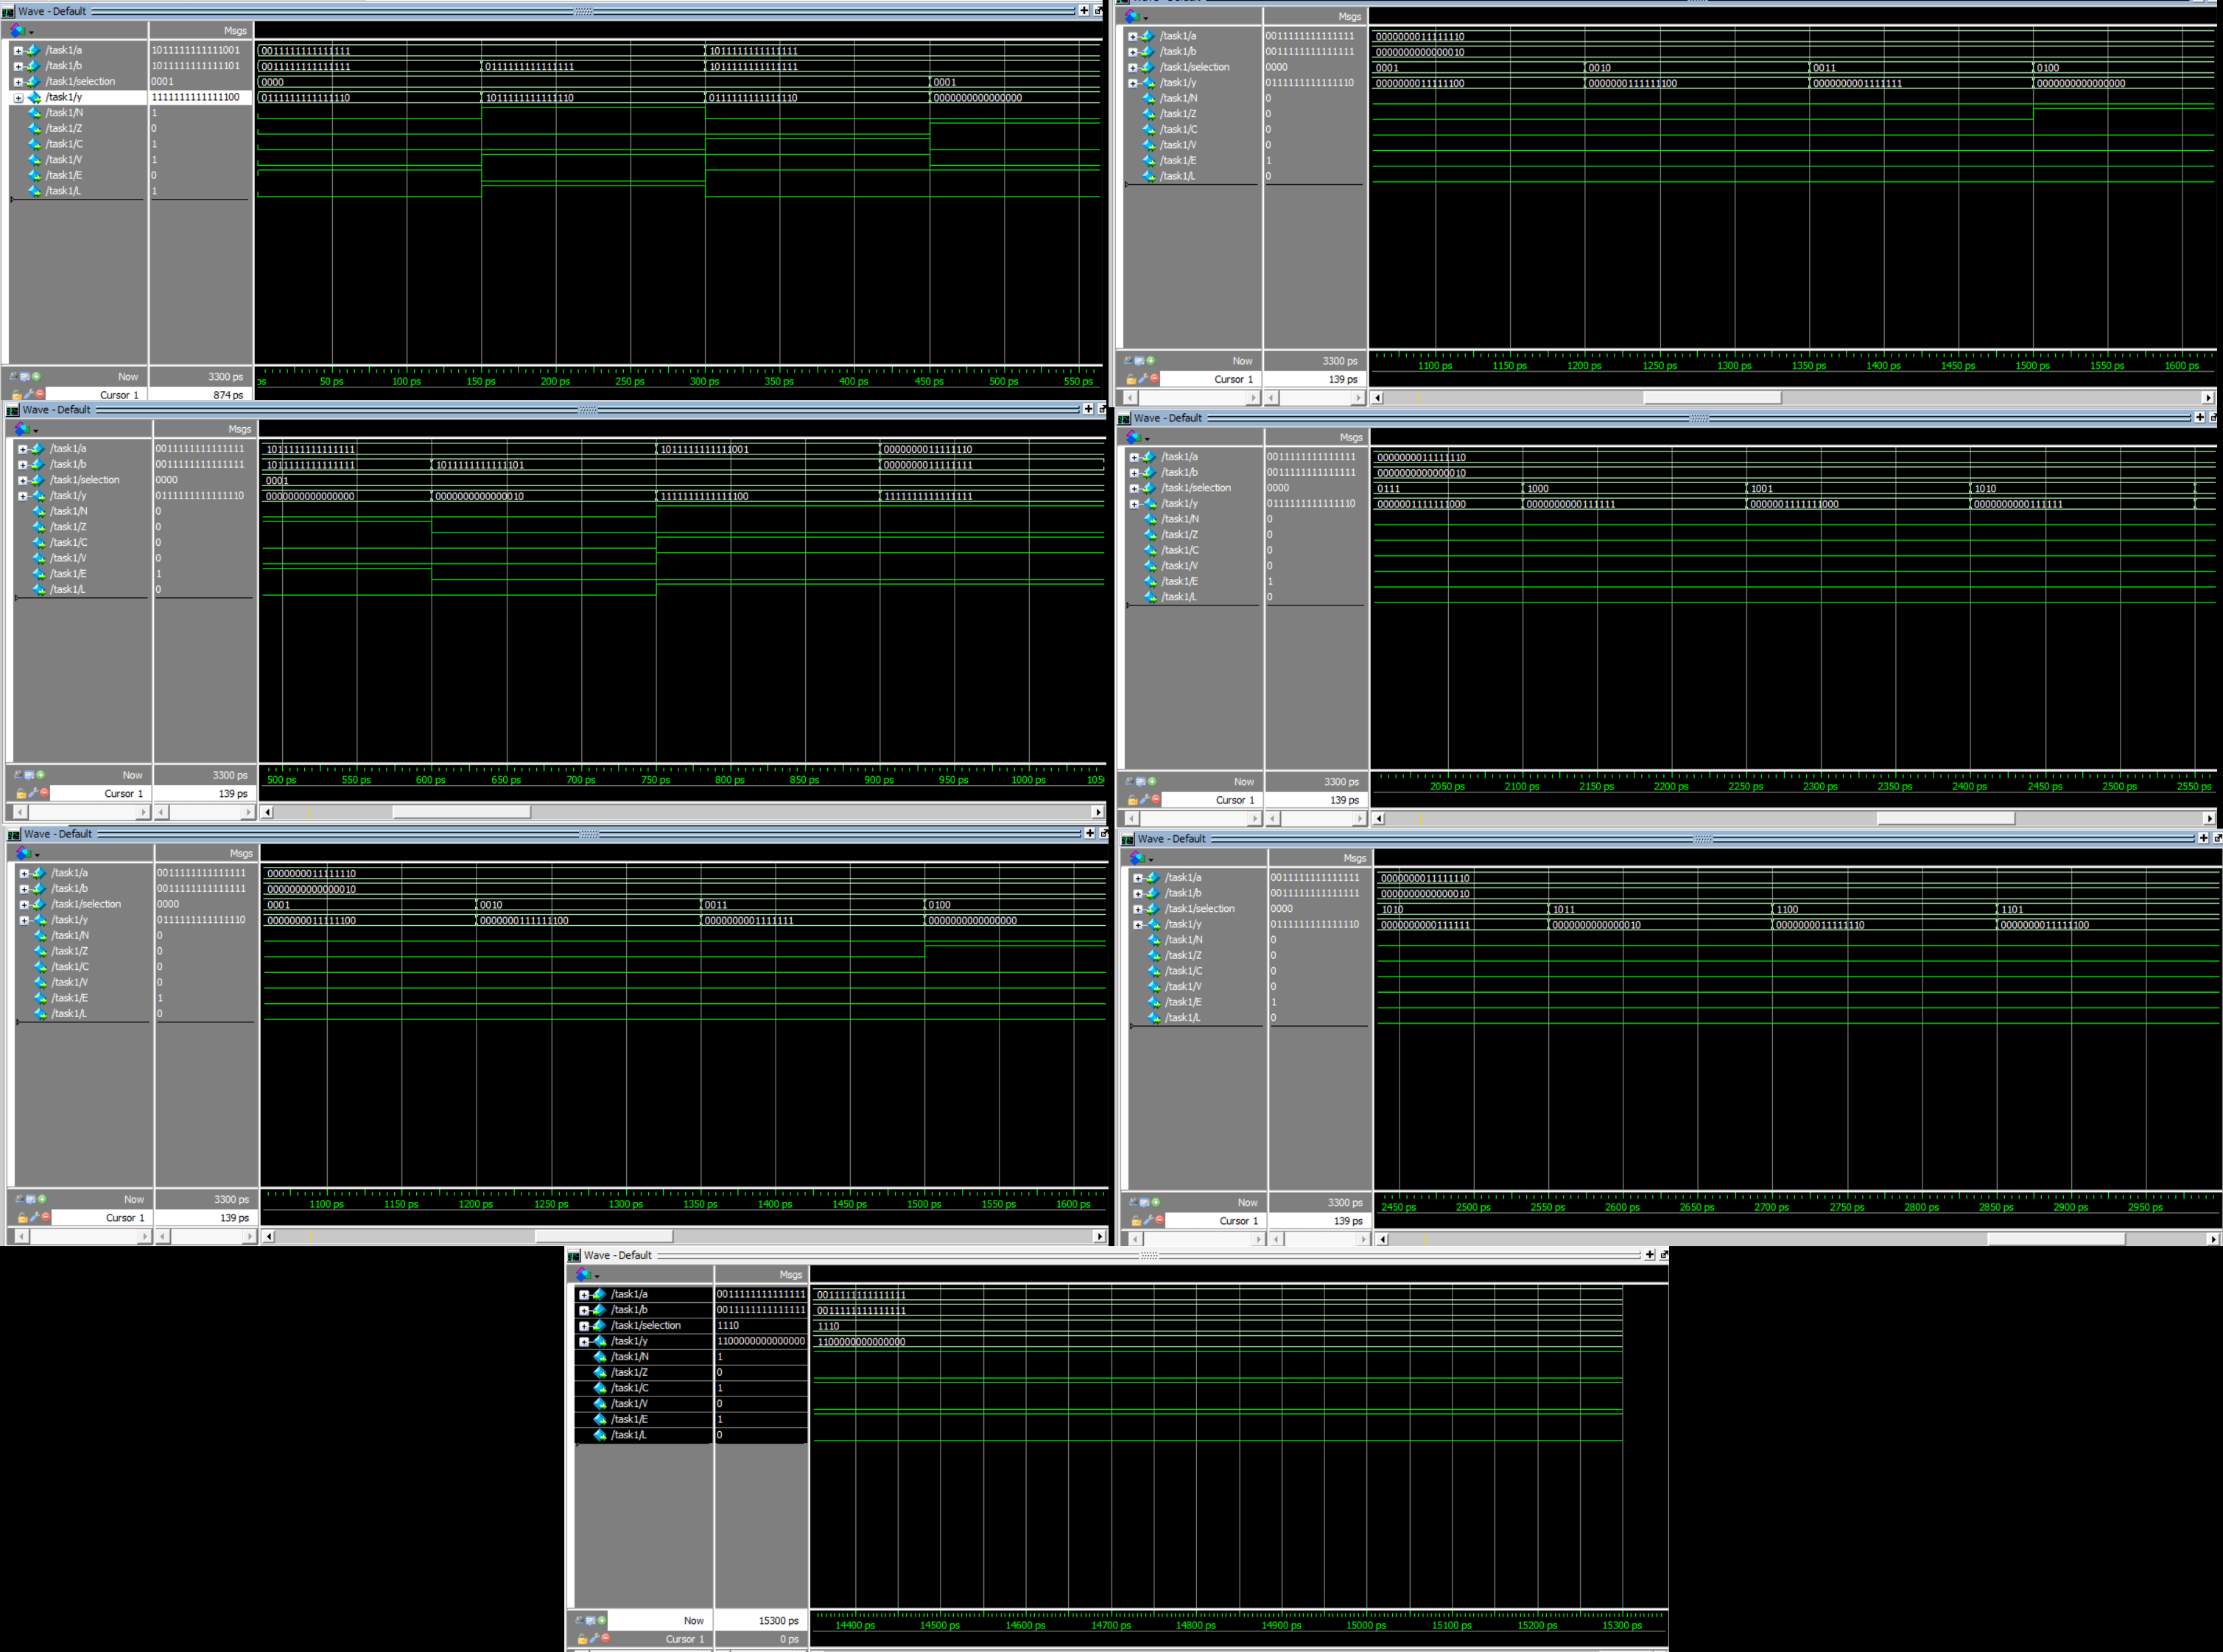 Wave - Default
Msgs
/task1/a 1011111111111001 0011111111111111 1011111111111111
/task1/b 1011111111111101 0011111111111111 0111111111111111 1011111111111111
/task1/selection 0001 0000 0001
/task1/y 1111111111111100 0111111111111110 1011111111111110 0111111111111110 0000000000000000
/task1/N 1
/task1/Z 0
/task1/C 1
/task1/V 1
/task1/E 0
/task1/L 1
Now 3300 ps
ps 50 ps 100 ps 150 ps 200 ps 250 ps 300 ps 350 ps 400 ps 450 ps 500 ps 550 ps
Cursor 1 874 ps
Wave - Default
Msgs
/task1/a 0011111111111111 0000000011111110
/task1/b 0011111111111111 0000000000000010
/task1/selection 0000 0001 0010 0011 0100
/task1/y 0111111111111110 0000000011111100 0000000111111100 0000000001111111 0000000000000000
/task1/N 0
/task1/Z 0
/task1/C 0
/task1/V 0
/task1/E 1
/task1/L 0
Now 3300 ps
1100 ps 1150 ps 1200 ps 1250 ps 1300 ps 1350 ps 1400 ps 1450 ps 1500 ps 1550 ps 1600 ps
Cursor 1 139 ps
Wave - Default
Msgs
/task1/a 0011111111111111 1011111111111111 1011111111111001 0000000011111110
/task1/b 0011111111111111 1011111111111111 1011111111111101 0000000011111111
/task1/selection 0000 0001
/task1/y 0111111111111110 0000000000000000 0000000000000010 1111111111111100 1111111111111111
/task1/N 0
/task1/Z 0
/task1/C 0
/task1/V 0
/task1/E 1
/task1/L 0
Now 3300 ps
500 ps 550 ps 600 ps 650 ps 700 ps 750 ps 800 ps 850 ps 900 ps 950 ps 1000 ps 105
Cursor 1 139 ps
Wave - Default
Msgs
/task1/a 0011111111111111 0000000011111110
/task1/b 0011111111111111 0000000000000010
/task1/selection 0000 0111 1000 1001 1010
/task1/y 0111111111111110 0000001111111000 0000000000111111 0000001111111000 0000000000111111
/task1/N 0
/task1/Z 0
/task1/C 0
/task1/V 0
/task1/E 1
/task1/L 0
Now 3300 ps
2050 ps 2100 ps 2150 ps 2200 ps 2250 ps 2300 ps 2350 ps 2400 ps 2450 ps 2500 ps 2550 ps
Cursor 1 139 ps
Wave - Default
Msgs
/task1/a 0011111111111111 0000000011111110
/task1/b 0011111111111111 0000000000000010
/task1/selection 0000 0001 0010 0011 0100
/task1/y 0111111111111110 0000000011111100 0000000111111100 0000000001111111 0000000000000000
/task1/N 0
/task1/Z 0
/task1/C 0
/task1/V 0
/task1/E 1
/task1/L 0
Now 3300 ps
1100 ps 1150 ps 1200 ps 1250 ps 1300 ps 1350 ps 1400 ps 1450 ps 1500 ps 1550 ps 1600 ps
Cursor 1 139 ps
Wave - Default
Msgs
/task1/a 0011111111111111 0000000011111110
/task1/b 0011111111111111 0000000000000010
/task1/selection 0000 1010 1011 1100 1101
/task1/y 0111111111111110 0000000000111111 0000000000000010 0000000011111110 0000000011111100
/task1/N 0
/task1/Z 0
/task1/C 0
/task1/V 0
/task1/E 1
/task1/L 0
Now 3300 ps
2450 ps 2500 ps 2550 ps 2600 ps 2650 ps 2700 ps 2750 ps 2800 ps 2850 ps 2900 ps 2950 ps
Cursor 1 139 ps
Wave - Default
Msgs
/task1/a 0011111111111111 0011111111111111
/task1/b 0011111111111111 0011111111111111
/task1/selection 1110 1110
/task1/y 1100000000000000 1100000000000000
/task1/N 1
/task1/Z 0
/task1/C 1
/task1/V 0
/task1/E 1
/task1/L 0
Now 15300 ps
14400 ps 14500 ps 14600 ps 14700 ps 14800 ps 14900 ps 15000 ps 15100 ps 15200 ps 15300 ps
Cursor 1 0 ps